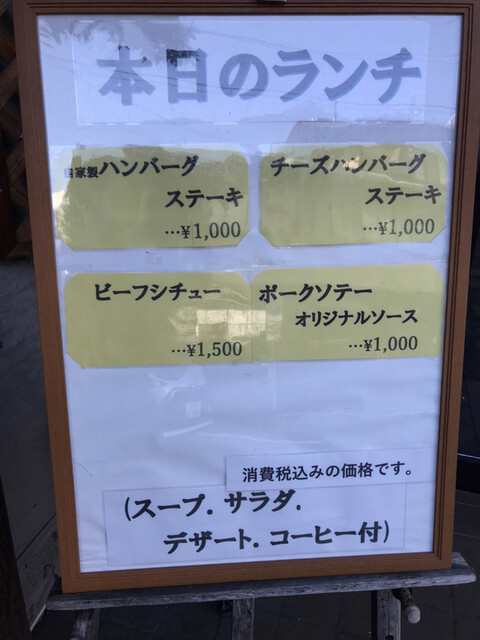 本日のランチ
自家製ハンバーグ
ステーキ
…¥1,000
チーズハンバーグ
ステーキ
…¥1,000
ビーフシチュー
…¥1,500
ポークソテー
オリジナルソース
…¥1,000
消費税込みの価格です。
(スープ．サラダ．
デザート．コーヒー付)